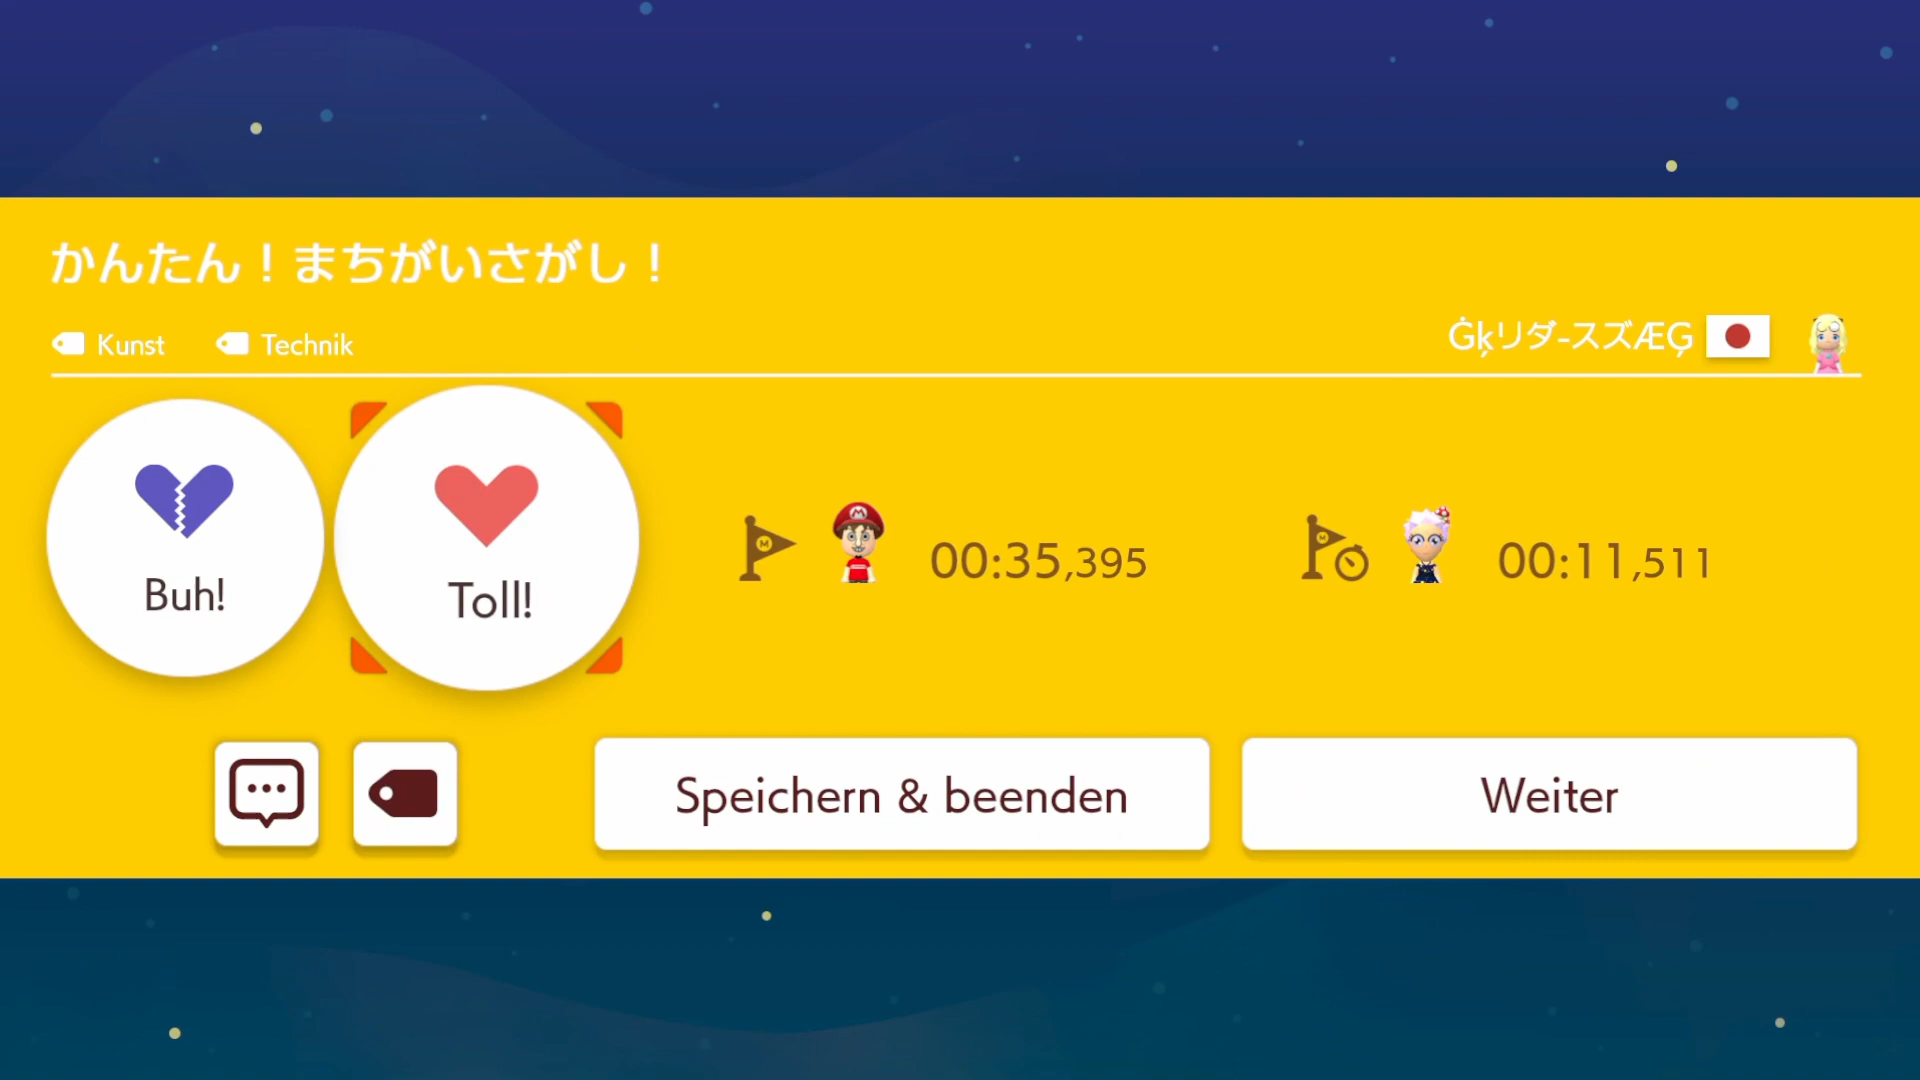 かんたん！まちがいさがし！
Kunst Technik
Ġķリダ-スズÆĢ
Buh!
Toll!
00:35,395
00:11,511
Speichern & beenden
Weiter